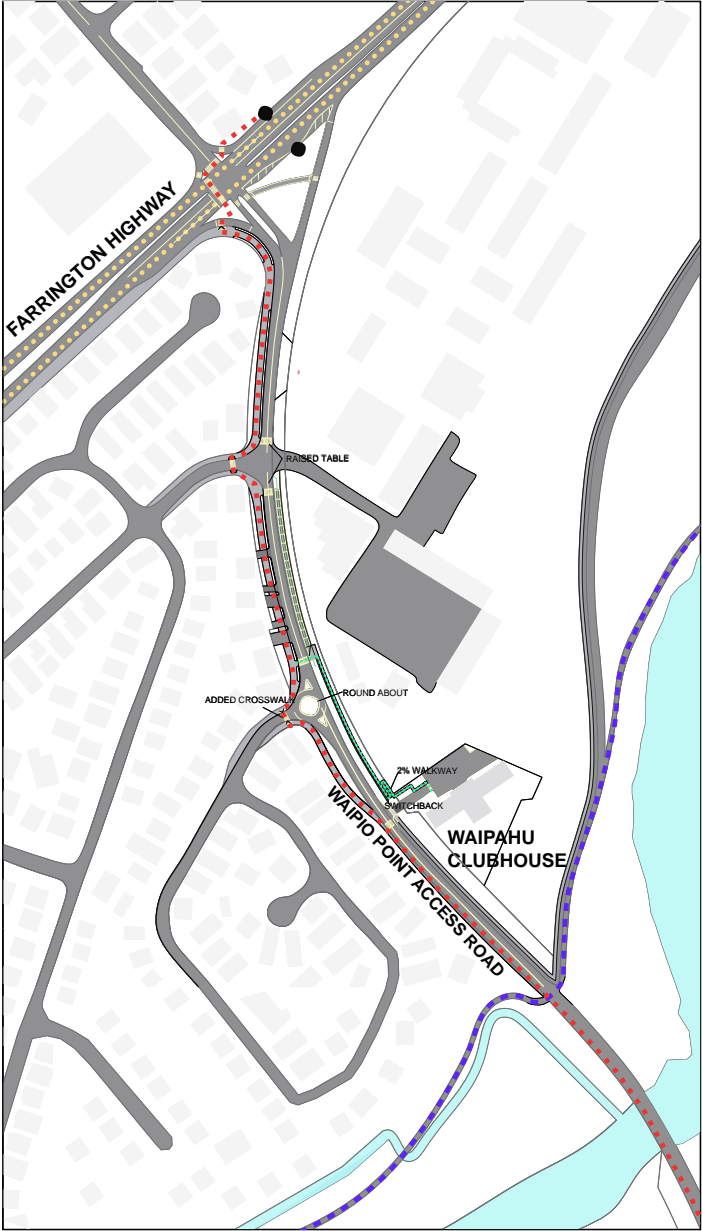 FARRINGTON HIGHWAY
RAISED TABLE
ADDED CROSSWALK
ROUND ABOUT
2% WALKWAY
SWITCHBACK
WAIPIO POINT ACCESS ROAD
WAIPAHU
CLUBHOUSE